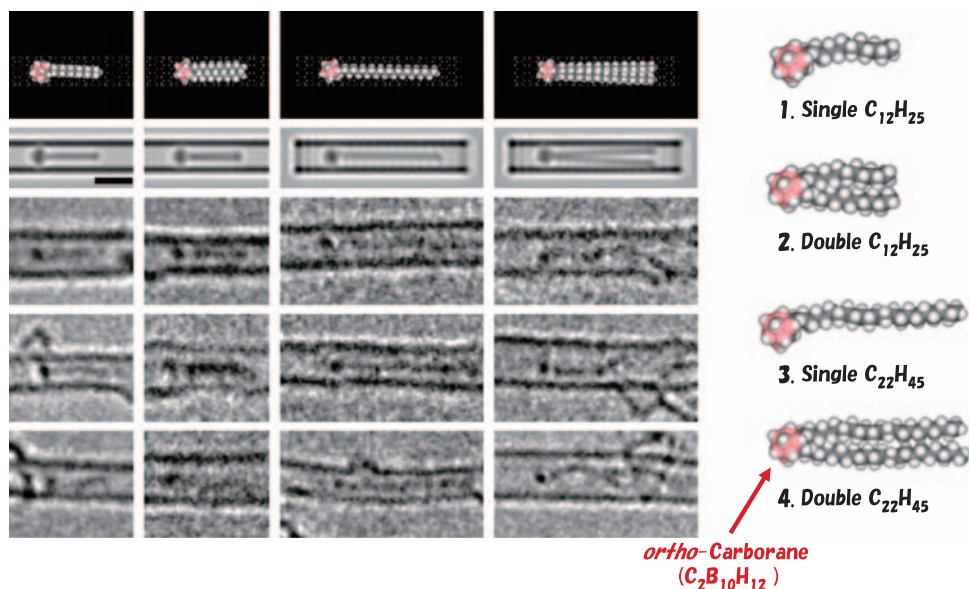 1. Single C₁₂H₂₅
2. Double C₁₂H₂₅
3. Single C₂₂H₄₅
4. Double C₂₂H₄₅
ortho-Carborane
(C₂B₁₀H₁₂ )